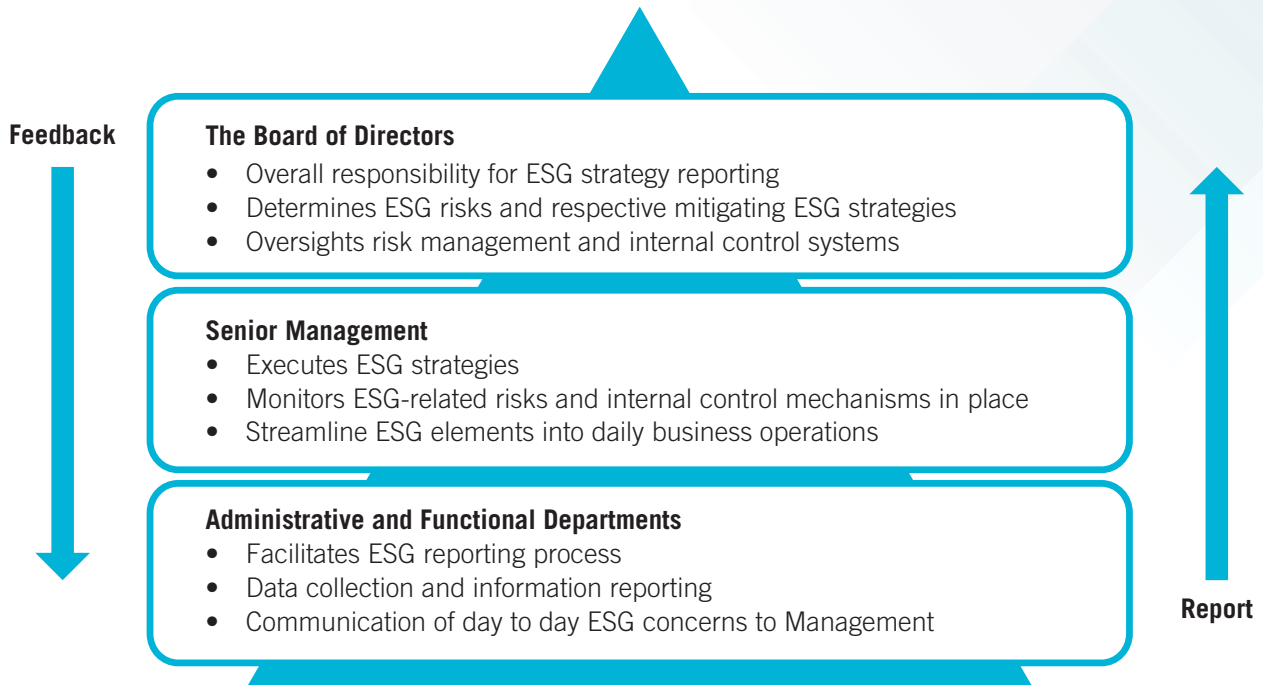 Feedback
The Board of Directors
• Overall responsibility for ESG strategy reporting
• Determines ESG risks and respective mitigating ESG strategies
• Oversights risk management and internal control systems
Senior Management
• Executes ESG strategies
• Monitors ESG-related risks and internal control mechanisms in place
• Streamline ESG elements into daily business operations
Administrative and Functional Departments
• Facilitates ESG reporting process
• Data collection and information reporting
• Communication of day to day ESG concerns to Management
Report